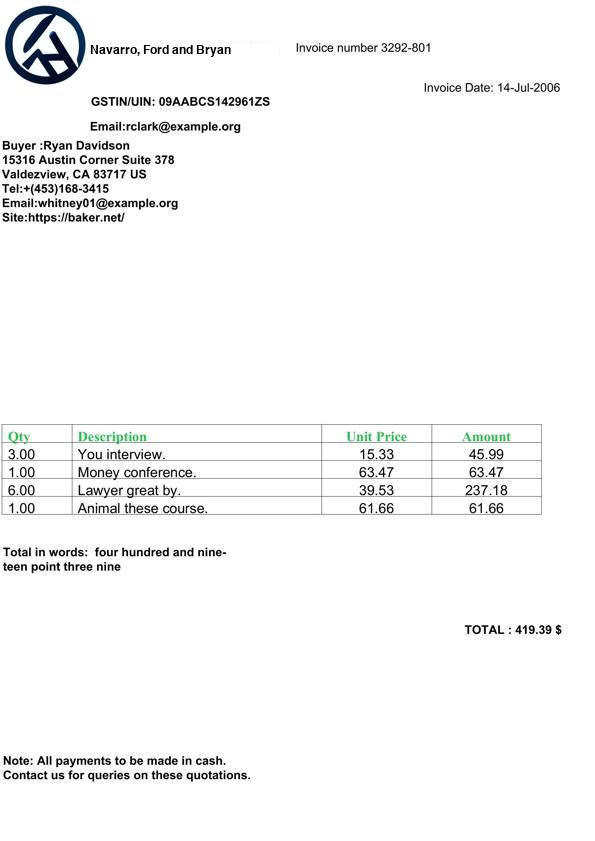 Navarro, Ford and Bryan
Invoice number 3292-801
Invoice Date: 14-Jul-2006
GSTIN/UIN: 09AABCS142961ZS
Email:rclark@example.org
Buyer :Ryan Davidson
15316 Austin Corner Suite 378
Valdezview, CA 83717 US
Tel:+(453)168-3415
Email:whitney01@example.org
Site:https://baker.net/
Qty Description Unit Price Amount
3.00 You interview. 15.33 45.99
1.00 Money conference. 63.47 63.47
6.00 Lawyer great by. 39.53 237.18
1.00 Animal these course. 61.66 61.66
Total in words:  four hundred and nine-
teen point three nine
TOTAL : 419.39 $
Note: All payments to be made in cash.
Contact us for queries on these quotations.